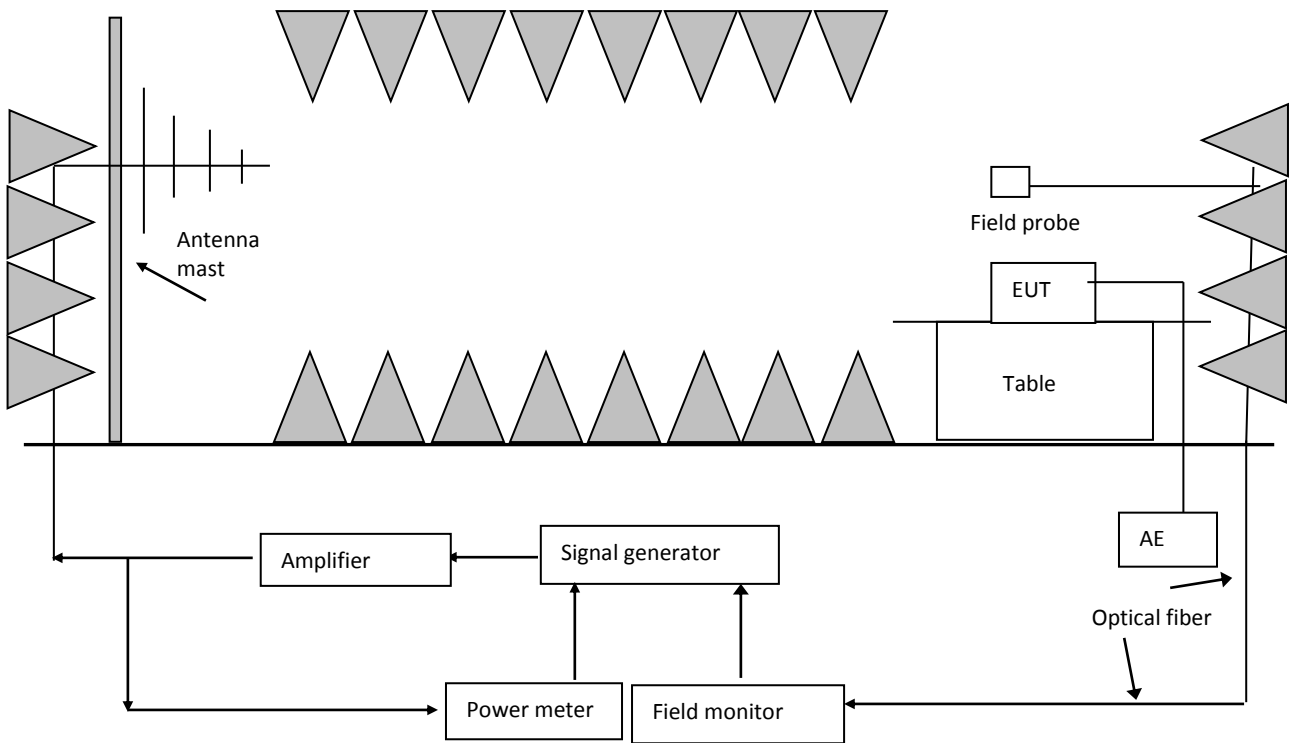 Antenna
mast
Field probe
EUT
Table
Amplifier
Signal generator
AE
Optical fiber
Power meter
Field monitor